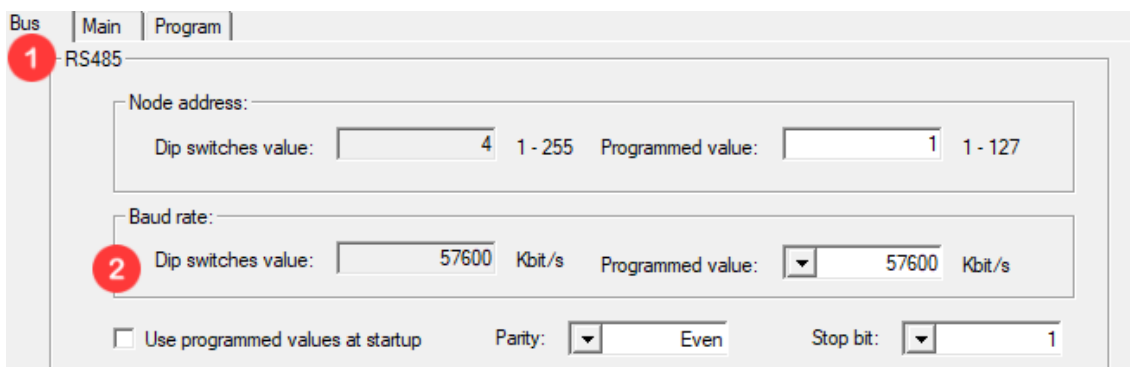 Bus Main Program
1 RS485
Node address:
Dip switches value: 4 1 - 255 Programmed value: 1 1 - 127
Baud rate:
2 Dip switches value: 57600 Kbit/s Programmed value: 57600 Kbit/s
Use programmed values at startup Parity: Even Stop bit: 1